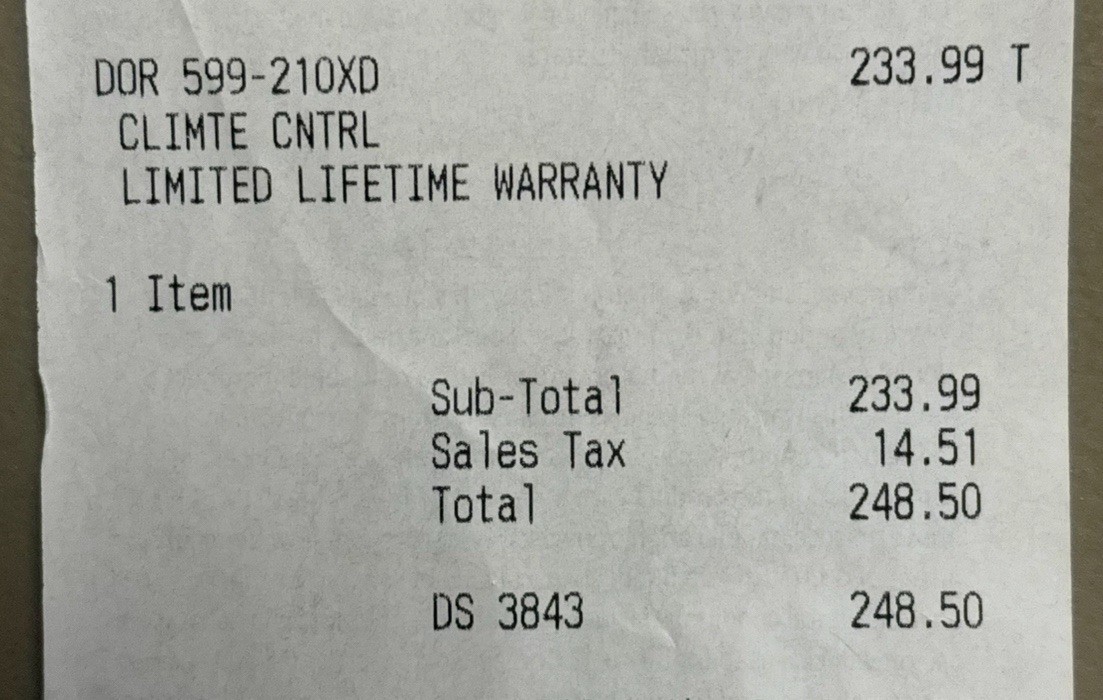 DOR 599-210XD 233.99 T
CLIMTE CNTRL
LIMITED LIFETIME WARRANTY
1 Item
Sub-Total 233.99
Sales Tax 14.51
Total 248.50
DS 3843 248.50